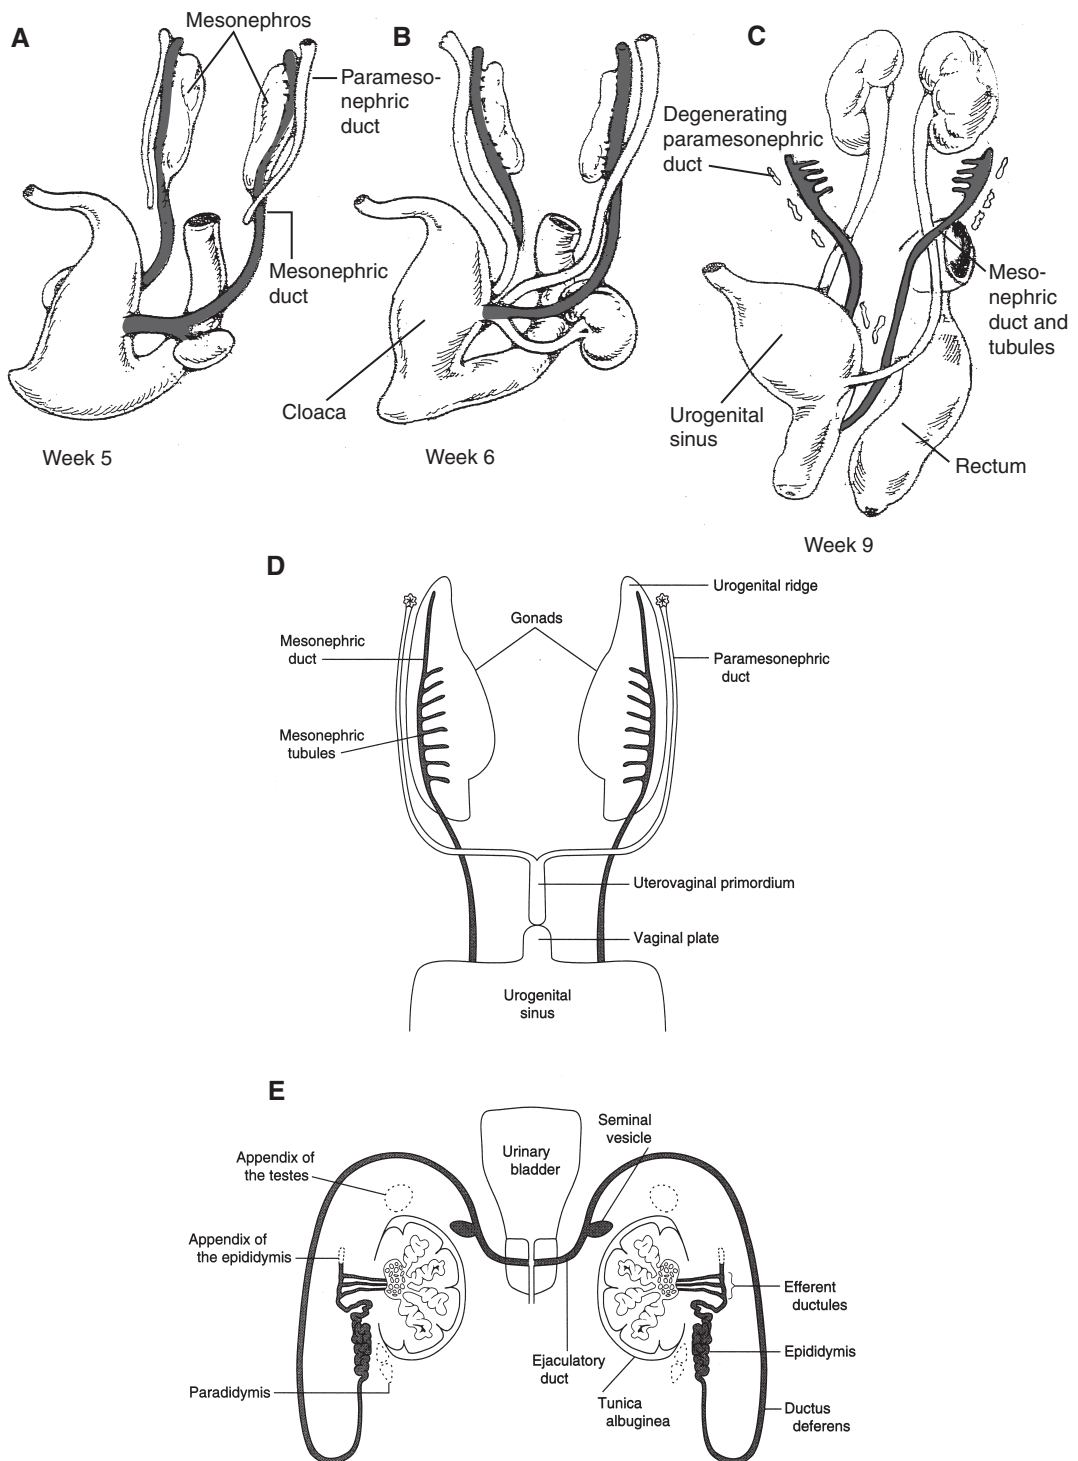 A
Mesonephros
Parameso-
nephric
duct
Mesonephric
duct
Week 5
B
Cloaca
Week 6
C
Degenerating
paramesonephric
duct
Meso-
nephric
duct and
tubules
Urogenital
sinus
Rectum
Week 9
D
Urogenital ridge
Gonads
Mesonephric
duct
Paramesonephric
duct
Mesonephric
tubules
Uterovaginal primordium
Vaginal plate
Urogenital
sinus
E
Seminal
vesicle
Urinary
bladder
Appendix of
the testes
Appendix of
the epididymis
Efferent
ductules
Ejaculatory
duct
Epididymis
Paradidymis
Tunica
albuginea
Ductus
deferens